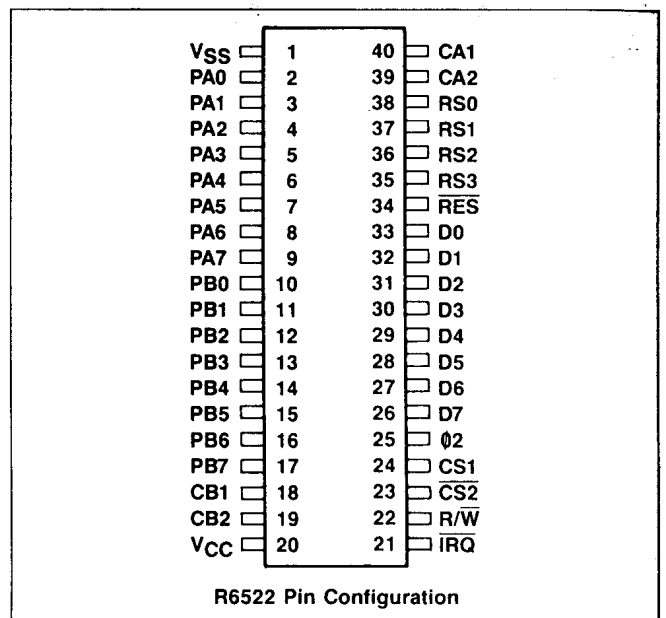 VSS 1 40 CA1
PA0 2 39 CA2
PA1 3 38 RS0
PA2 4 37 RS1
PA3 5 36 RS2
PA4 6 35 RS3
PA5 7 34 R̅E̅S̅
PA6 8 33 D0
PA7 9 32 D1
PB0 10 31 D2
PB1 11 30 D3
PB2 12 29 D4
PB3 13 28 D5
PB4 14 27 D6
PB5 15 26 D7
PB6 16 25 ϕ2
PB7 17 24 CS1
CB1 18 23 C̅S̅2̅
CB2 19 22 R/W̅
VCC 20 21 I̅R̅Q̅
R6522 Pin Configuration